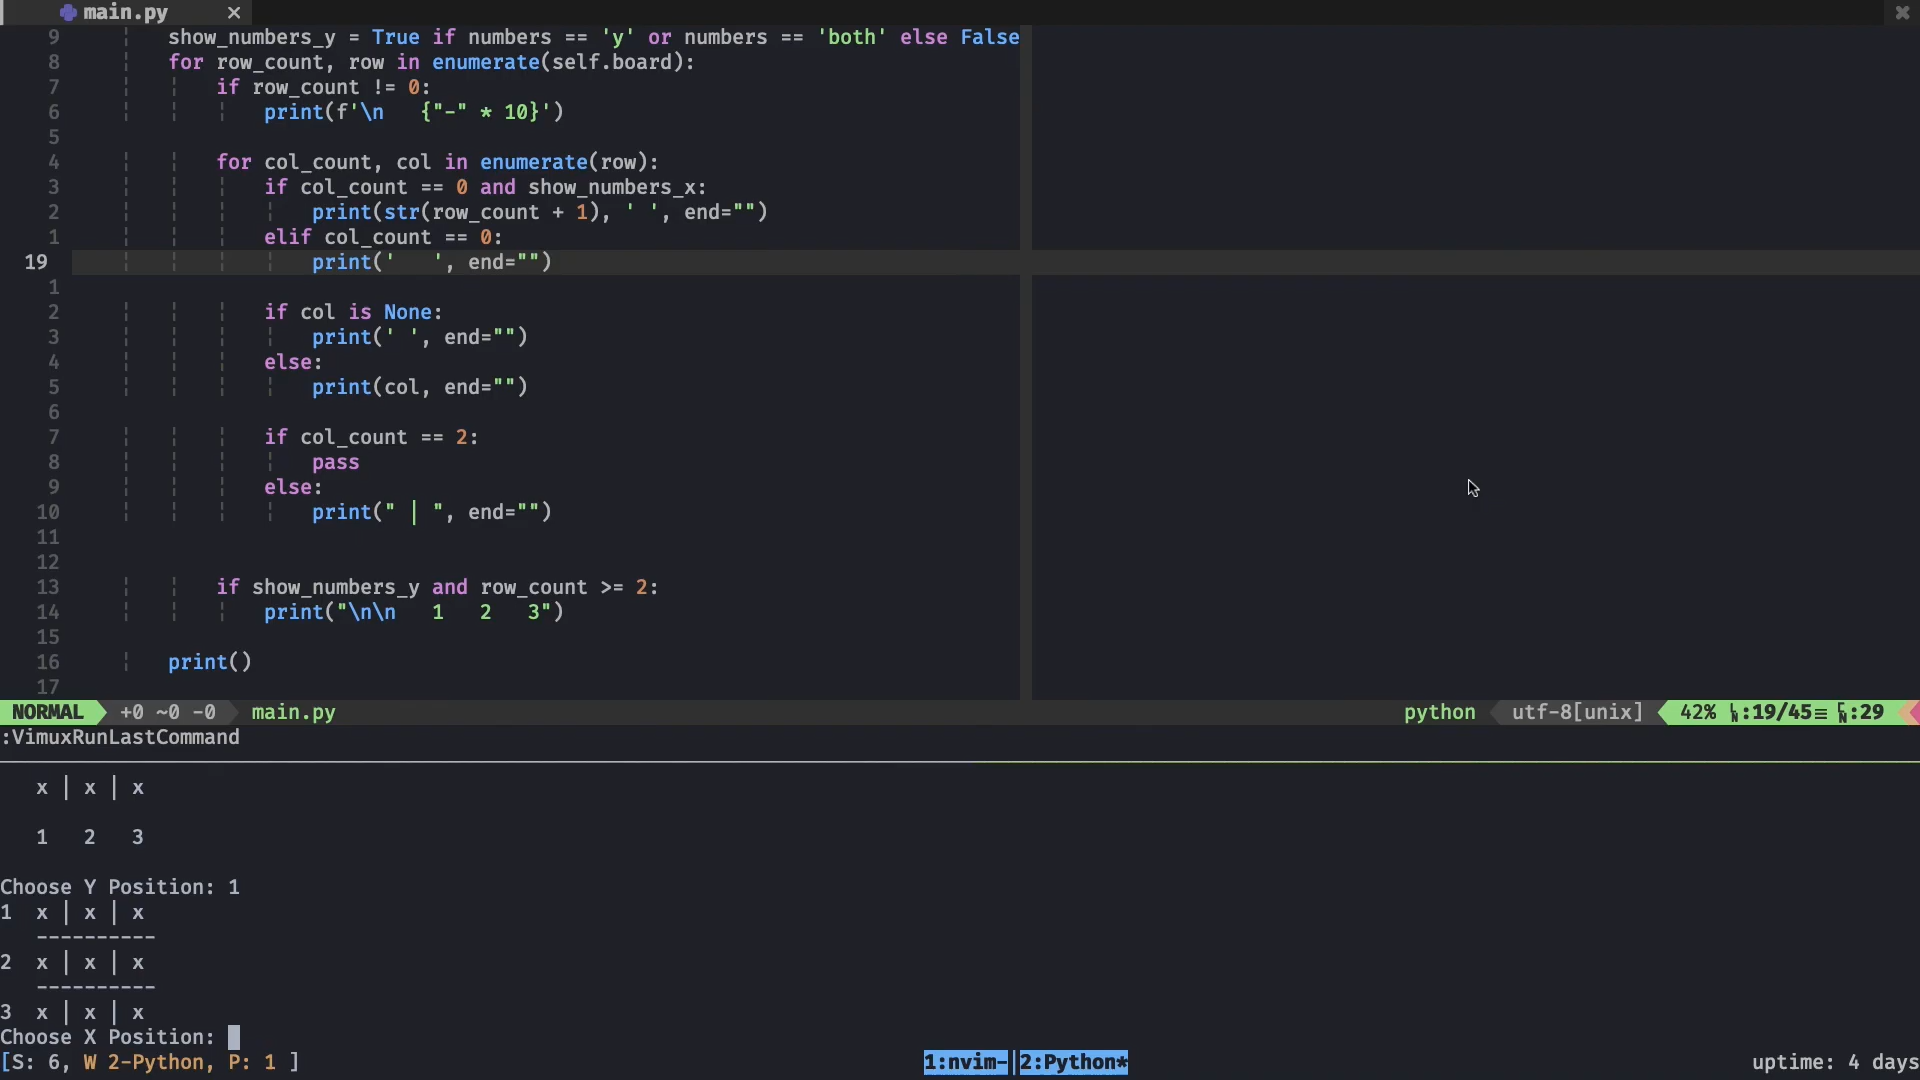 main.py ✕ ✖
9 show_numbers_y = True if numbers == 'y' or numbers == 'both' else False
8 for row_count, row in enumerate(self.board):
7 if row_count != 0:
6 print(f'\n   {"-" * 10}')
5
4 for col_count, col in enumerate(row):
3 if col_count == 0 and show_numbers_x:
2 print(str(row_count + 1), ' ', end="")
1 elif col_count == 0:
19 print('   ', end="")
1
2 if col is None:
3 print(' ', end="")
4 else:
5 print(col, end="")
6
7 if col_count == 2:
8 pass
9 else:
10 print(" | ", end="")
11
12
13 if show_numbers_y and row_count >= 2:
14 print("\n\n   1   2   3")
15
16 print()
17
NORMAL +0 ~0 -0 main.py python utf-8[unix] 42% ㏑:19/45≡ ℅:29
:VimuxRunLastCommand
x | x | x
1   2   3
Choose Y Position: 1
1  x | x | x
----------
2  x | x | x
----------
3  x | x | x
Choose X Position:
[S: 6, W 2-Python, P: 1 ] 1:nvim-|2:Python* uptime: 4 days